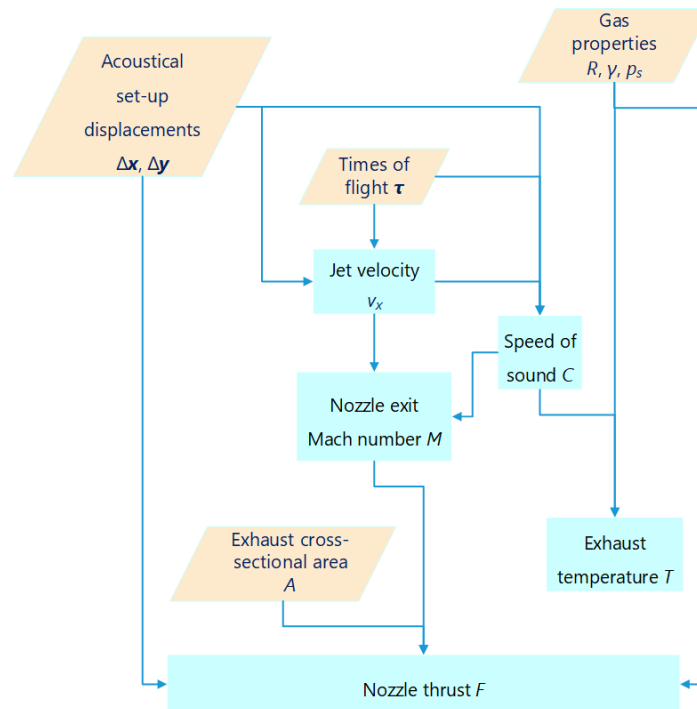 Gas
properties
R, γ, pₛ
Acoustical
set-up
displacements
Δx, Δy
Times of
flight τ
Jet velocity
vₓ
Speed of
sound C
Nozzle exit
Mach number M
Exhaust cross-
sectional area
A
Exhaust
temperature T
Nozzle thrust F